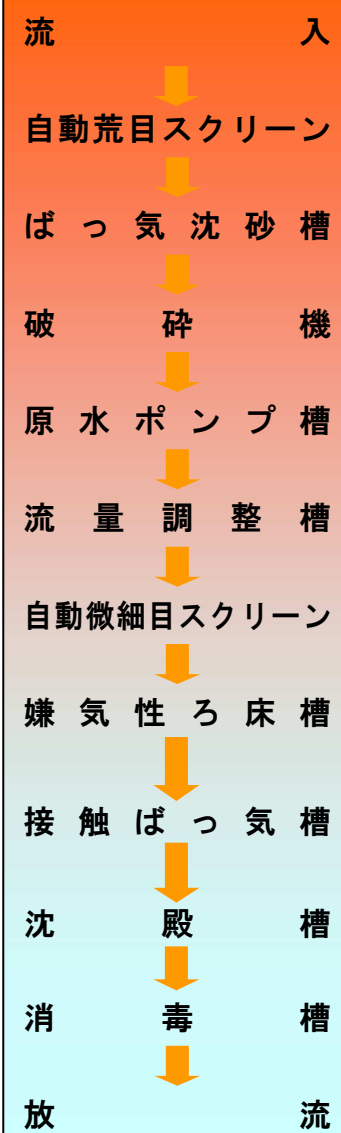 流入
自動荒目スクリーン
ばっ気沈砂槽
破砕機
原水ポンプ槽
流量調整槽
自動微細目スクリーン
嫌気性ろ床槽
接触ばっ気槽
沈殿槽
消毒槽
放流